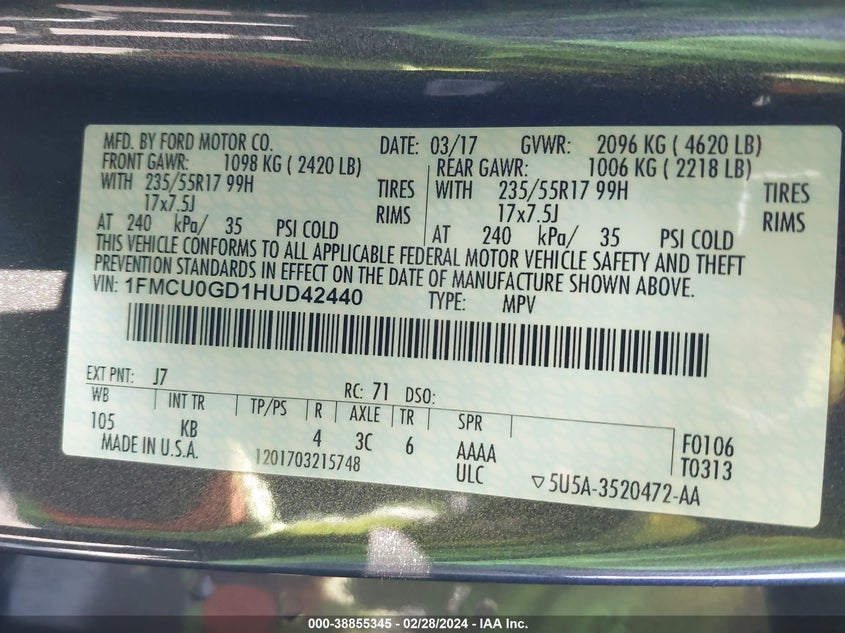 MFD. BY FORD MOTOR CO. DATE: 03/17 GVWR: 2096 KG ( 4620 LB)
FRONT GAWR: 1098 KG ( 2420 LB) REAR GAWR: 1006 KG ( 2218 LB)
WITH 235/55R17 99H TIRES WITH 235/55R17 99H TIRES
17x7.5J RIMS 17x7.5J RIMS
AT 240 kPa/ 35 PSI COLD AT 240 kPa/ 35 PSI COLD
THIS VEHICLE CONFORMS TO ALL APPLICABLE FEDERAL MOTOR VEHICLE SAFETY AND THEFT
PREVENTION STANDARDS IN EFFECT ON THE DATE OF MANUFACTURE SHOWN ABOVE.
VIN: 1FMCU0GD1HUD42440 TYPE: MPV
EXT PNT: J7 RC: 71 DSO:
WB INT TR TP/PS R AXLE TR SPR
105 KB 4 3C 6 AAAA F0106
MADE IN U.S.A. 1201703215748 ULC T0313
▽5U5A-3520472-AA
000-38855345 - 02/28/2024 - IAA Inc.